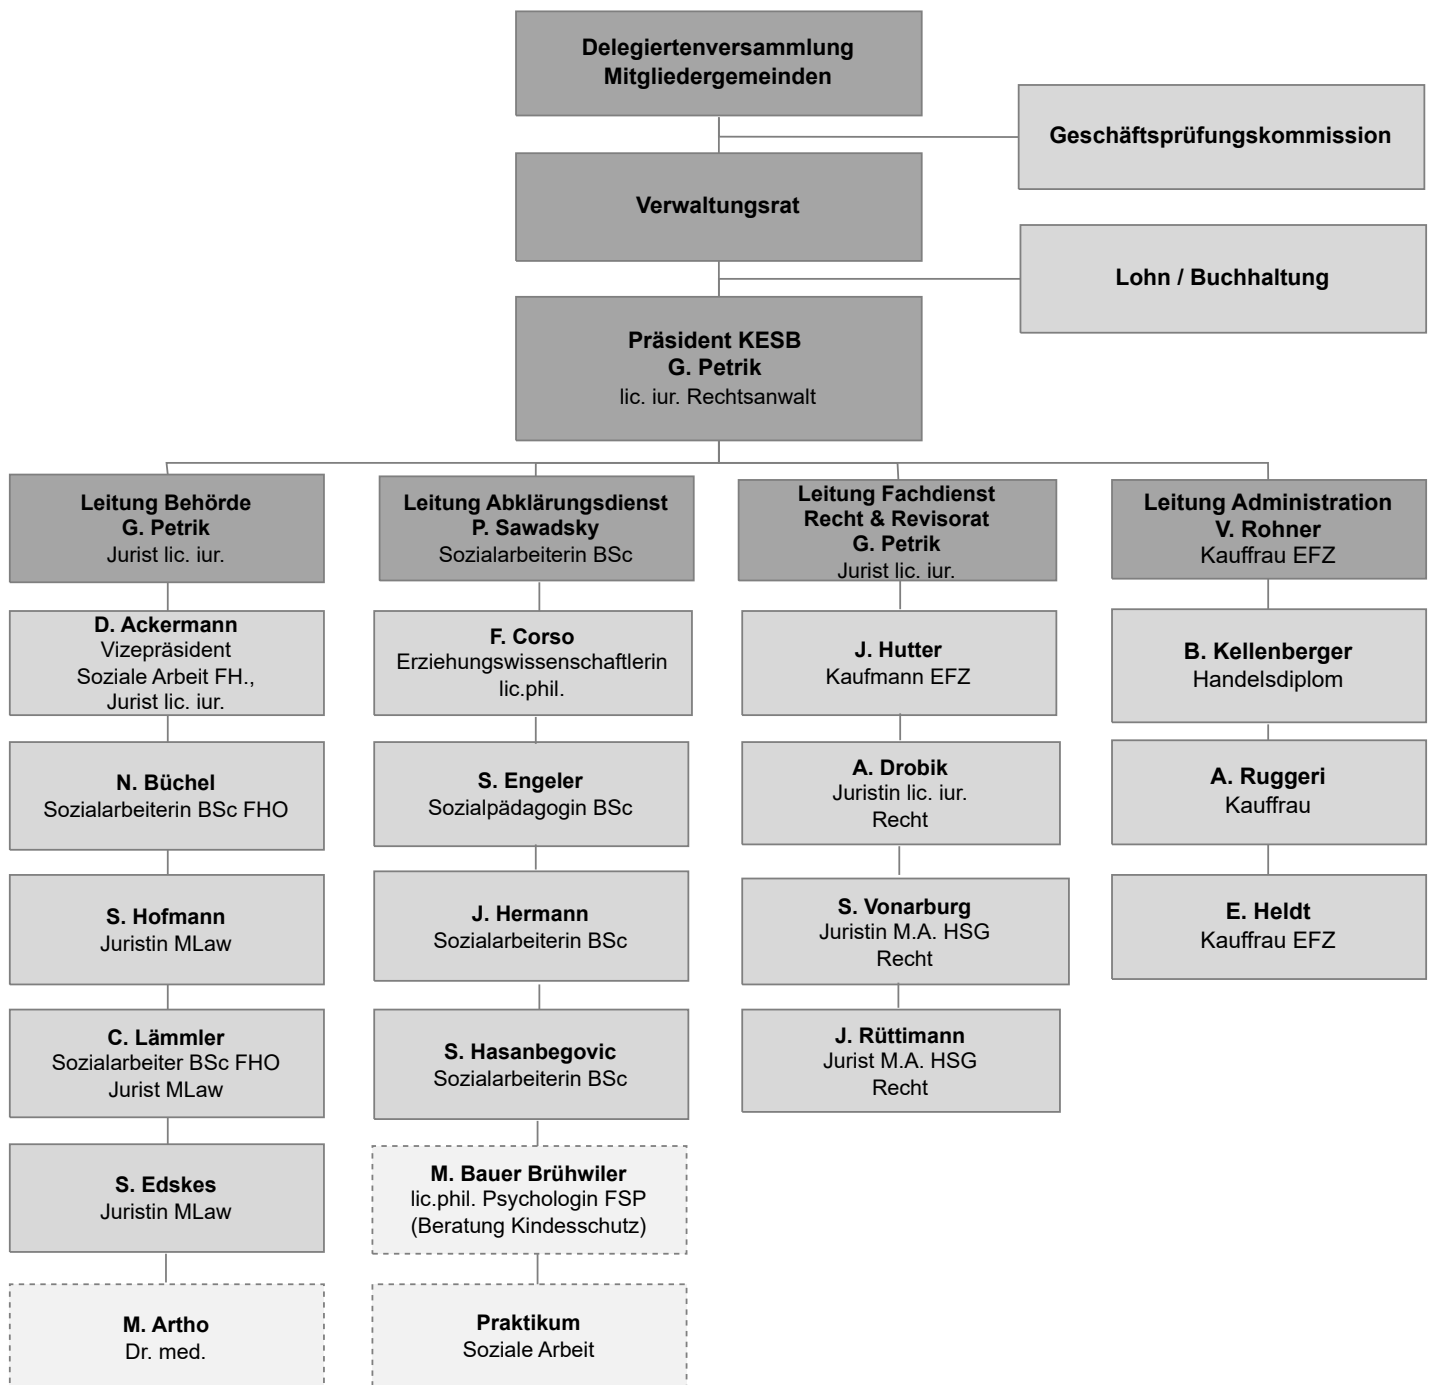 Delegiertenversammlung
Mitgliedergemeinden
Geschäftsprüfungskommission
Verwaltungsrat
Lohn / Buchhaltung
Präsident KESB
G. Petrik
lic. iur. Rechtsanwalt
Leitung Behörde
G. Petrik
Jurist lic. iur.
D. Ackermann
Vizepräsident
Soziale Arbeit FH.,
Jurist lic. iur.
N. Büchel
Sozialarbeiterin BSc FHO
S. Hofmann
Juristin MLaw
C. Lämmler
Sozialarbeiter BSc FHO
Jurist MLaw
S. Edskes
Juristin MLaw
M. Artho
Dr. med.
Leitung Abklärungsdienst
P. Sawadsky
Sozialarbeiterin BSc
F. Corso
Erziehungswissenschaftlerin
lic.phil.
S. Engeler
Sozialpädagogin BSc
J. Hermann
Sozialarbeiterin BSc
S. Hasanbegovic
Sozialarbeiterin BSc
M. Bauer Brühwiler
lic.phil. Psychologin FSP
(Beratung Kindesschutz)
Praktikum
Soziale Arbeit
Leitung Fachdienst
Recht & Revisorat
G. Petrik
Jurist lic. iur.
J. Hutter
Kaufmann EFZ
A. Drobik
Juristin lic. iur.
Recht
S. Vonarburg
Juristin M.A. HSG
Recht
J. Rüttimann
Jurist M.A. HSG
Recht
Leitung Administration
V. Rohner
Kauffrau EFZ
B. Kellenberger
Handelsdiplom
A. Ruggeri
Kauffrau
E. Heldt
Kauffrau EFZ